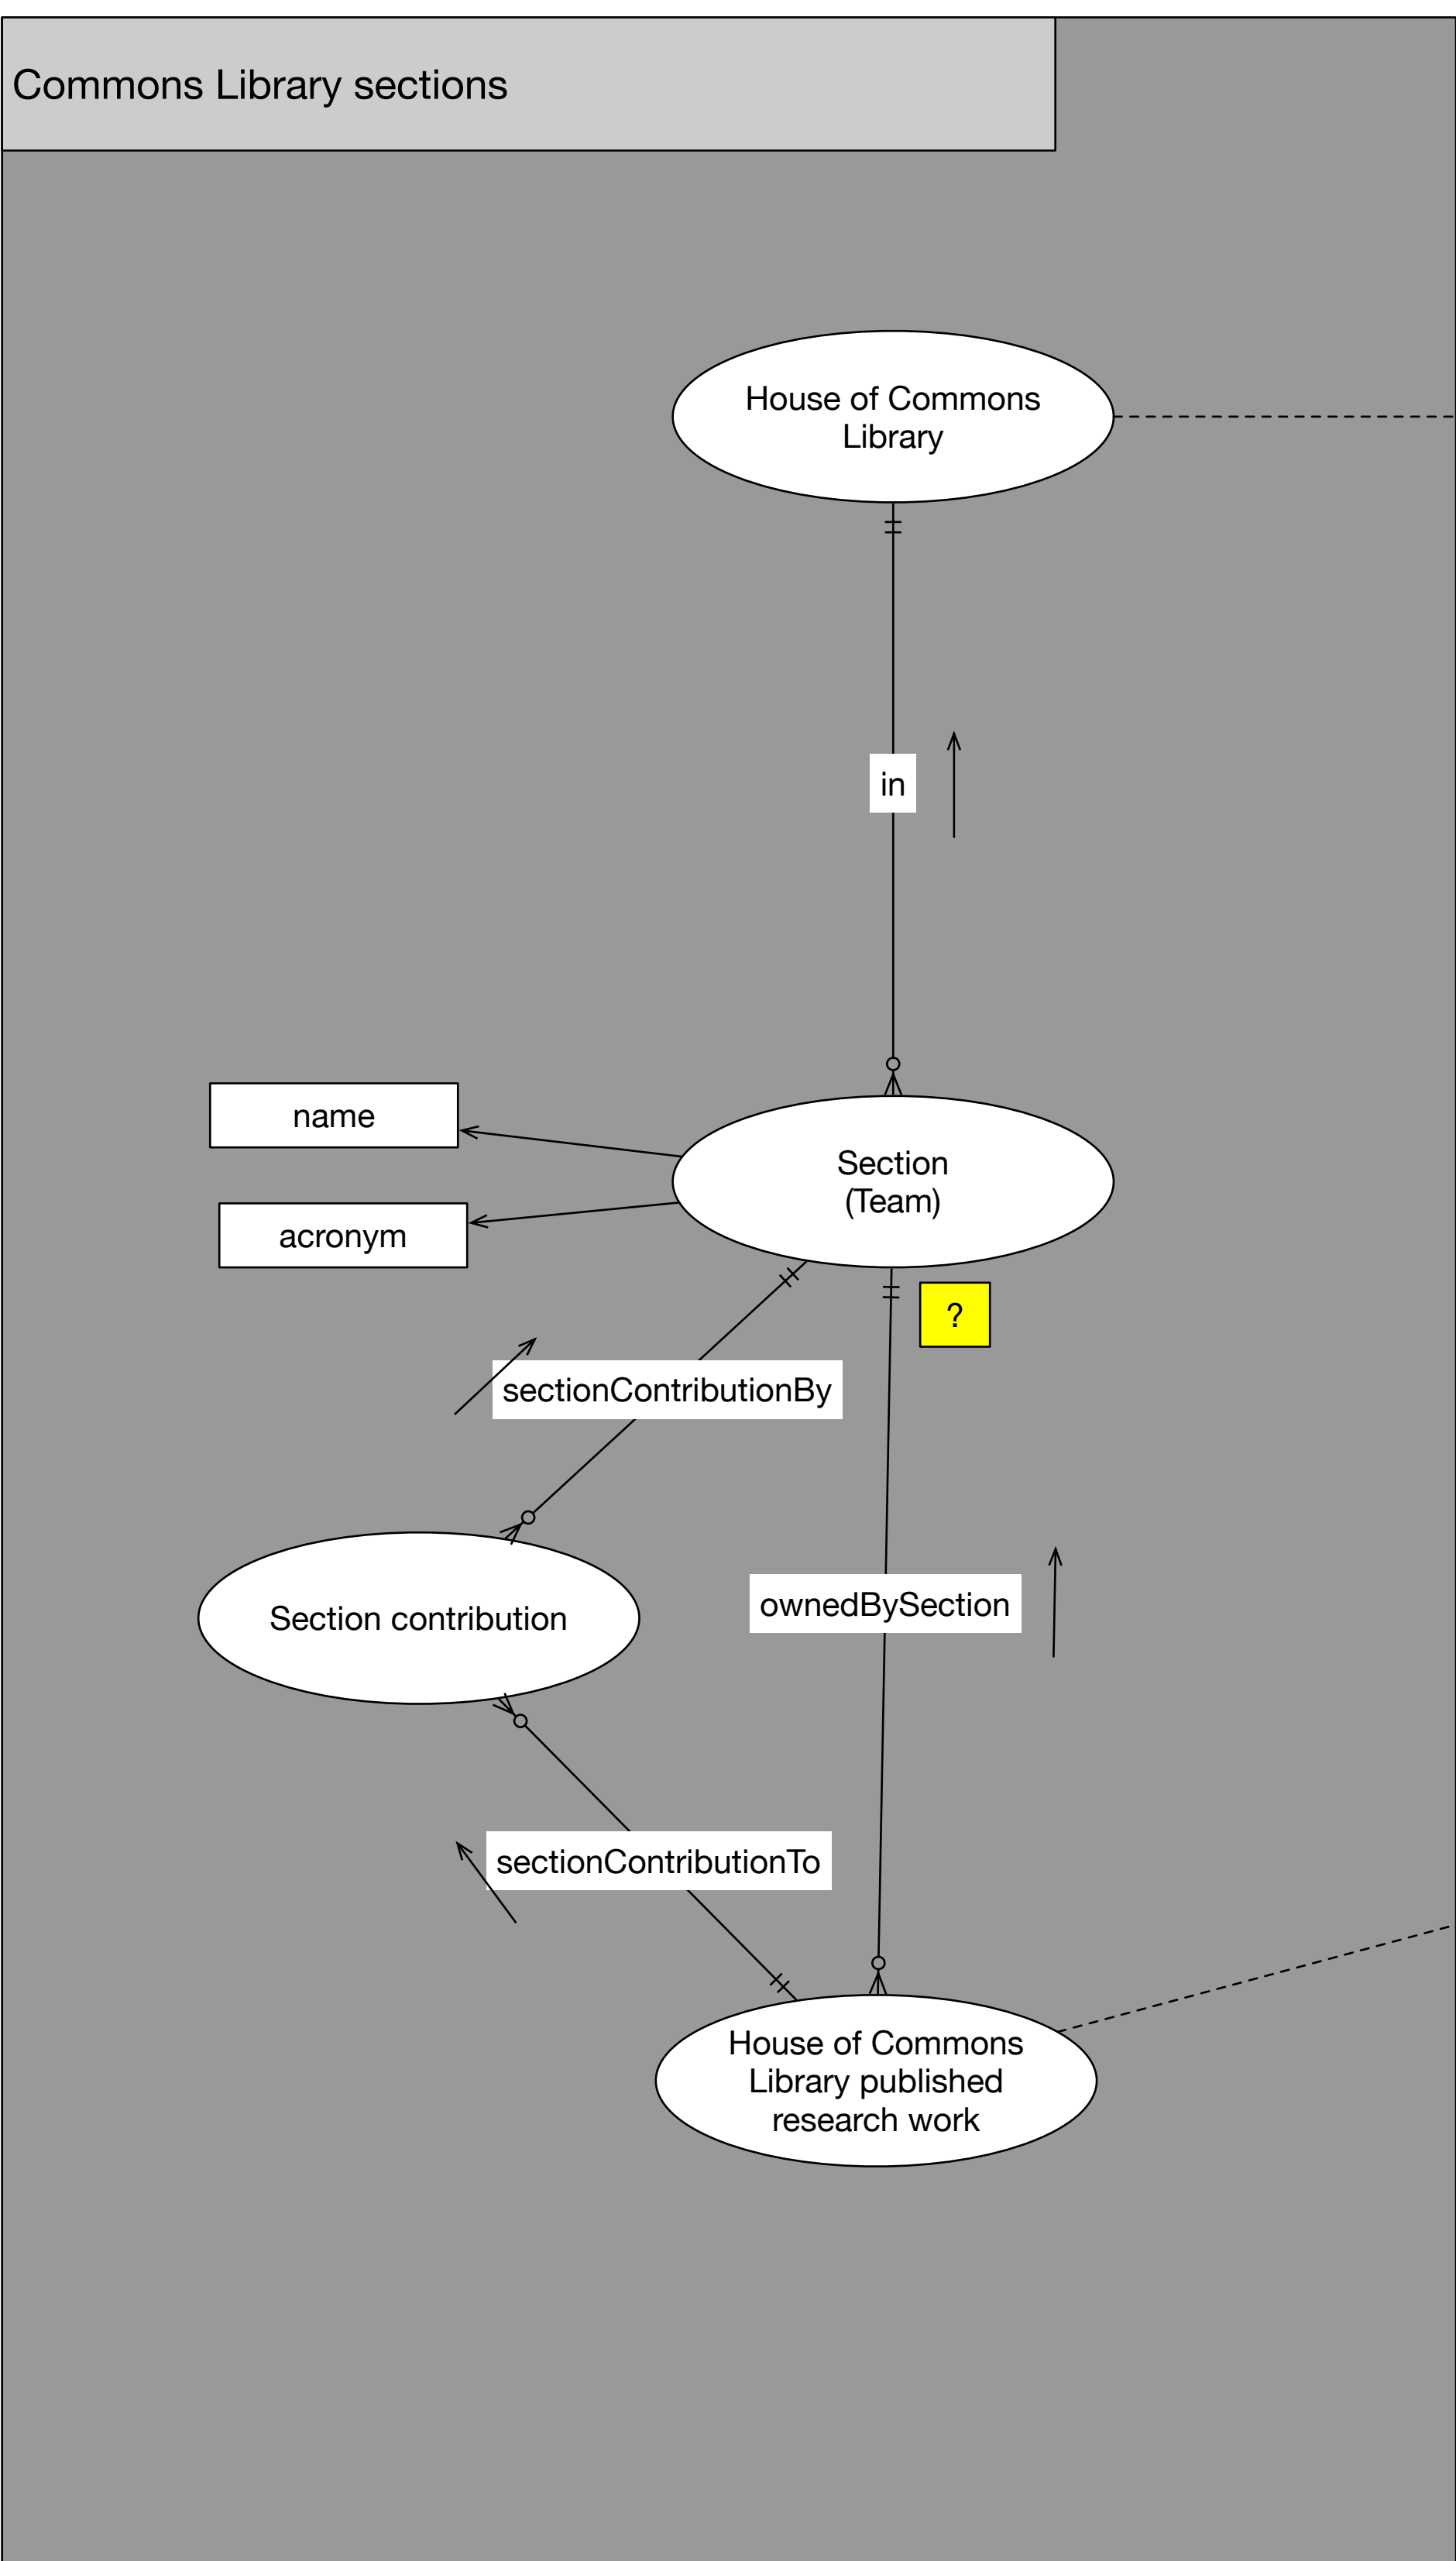 Commons Library sections
House of Commons
Library
in
name
Section
(Team)
acronym
?
sectionContributionBy
ownedBySection
Section contribution
sectionContributionTo
House of Commons
Library published
research work